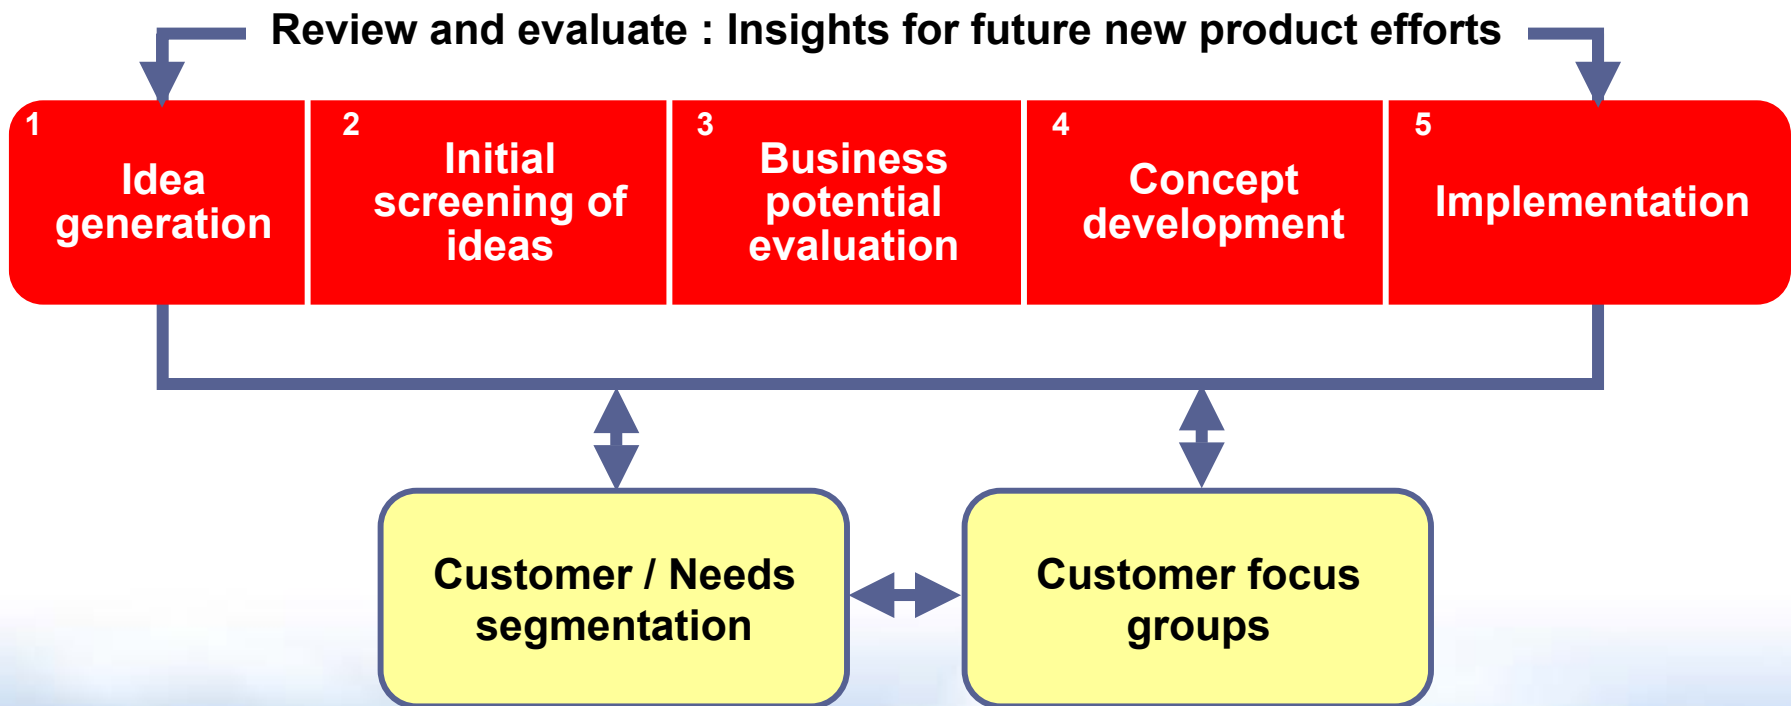 Review and evaluate : Insights for future new product efforts
1
Idea
generation
2
Initial
screening of
ideas
3
Business
potential
evaluation
4
Concept
development
5
Implementation
Customer / Needs
segmentation
Customer focus
groups